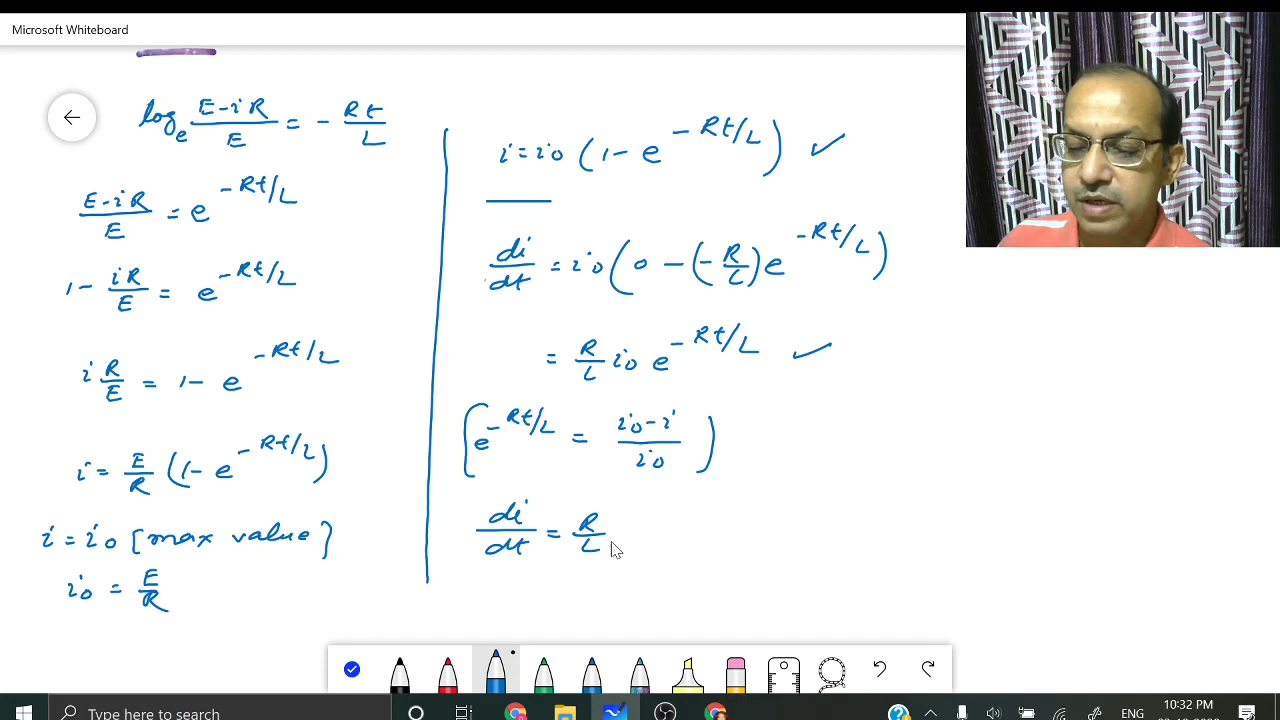 Microsoft Whiteboard
log_e (E-iR)/E = - Rt/L
(E-iR)/E = e^(-Rt/L)
1 - iR/E = e^(-Rt/L)
i R/E = 1 - e^(-Rt/L)
i = E/R (1 - e^(-Rt/L))
i = i0 [max value]
i0 = E/R
i = i0 (1 - e^(-Rt/L)) ✓
di/dt = i0 (0 - (-R/L) e^(-Rt/L))
= R/L i0 e^(-Rt/L) ✓
(e^(-Rt/L) = (i0-i)/i0)
di/dt = R/L
Type here to search
ENG
10:32 PM